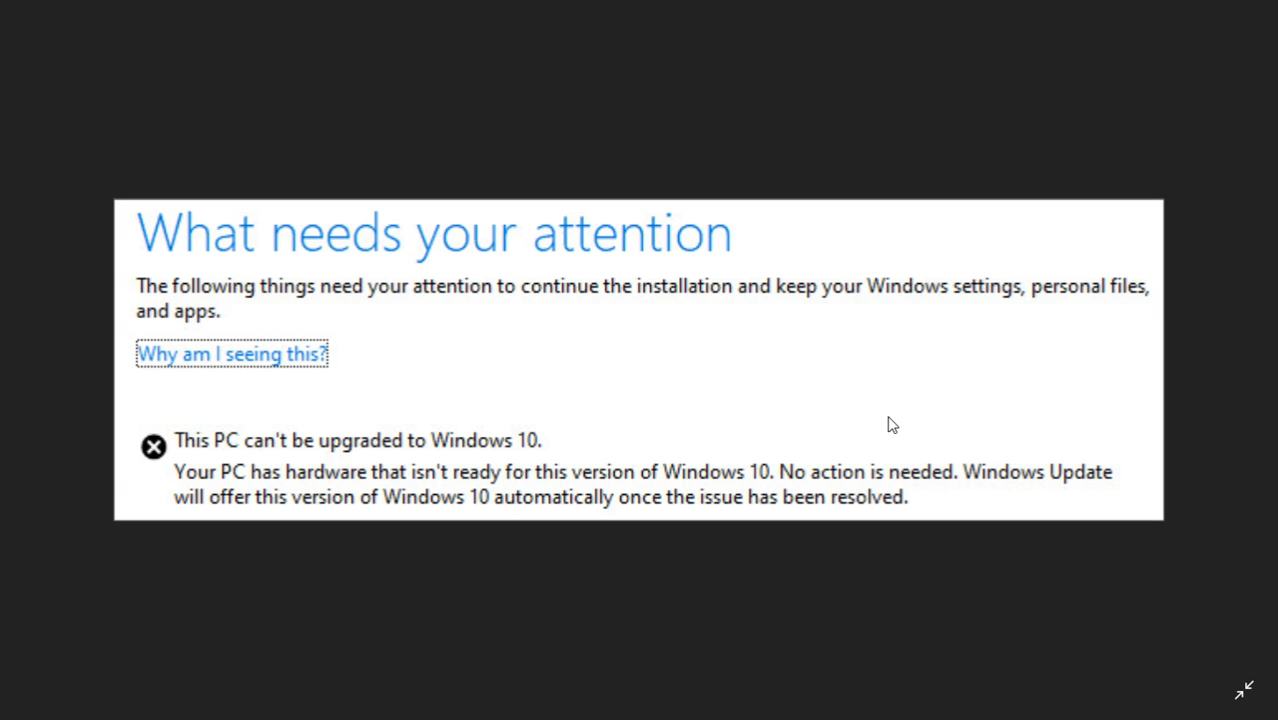 What needs your attention
The following things need your attention to continue the installation and keep your Windows settings, personal files,
and apps.
Why am I seeing this?
This PC can't be upgraded to Windows 10.
Your PC has hardware that isn't ready for this version of Windows 10. No action is needed. Windows Update
will offer this version of Windows 10 automatically once the issue has been resolved.